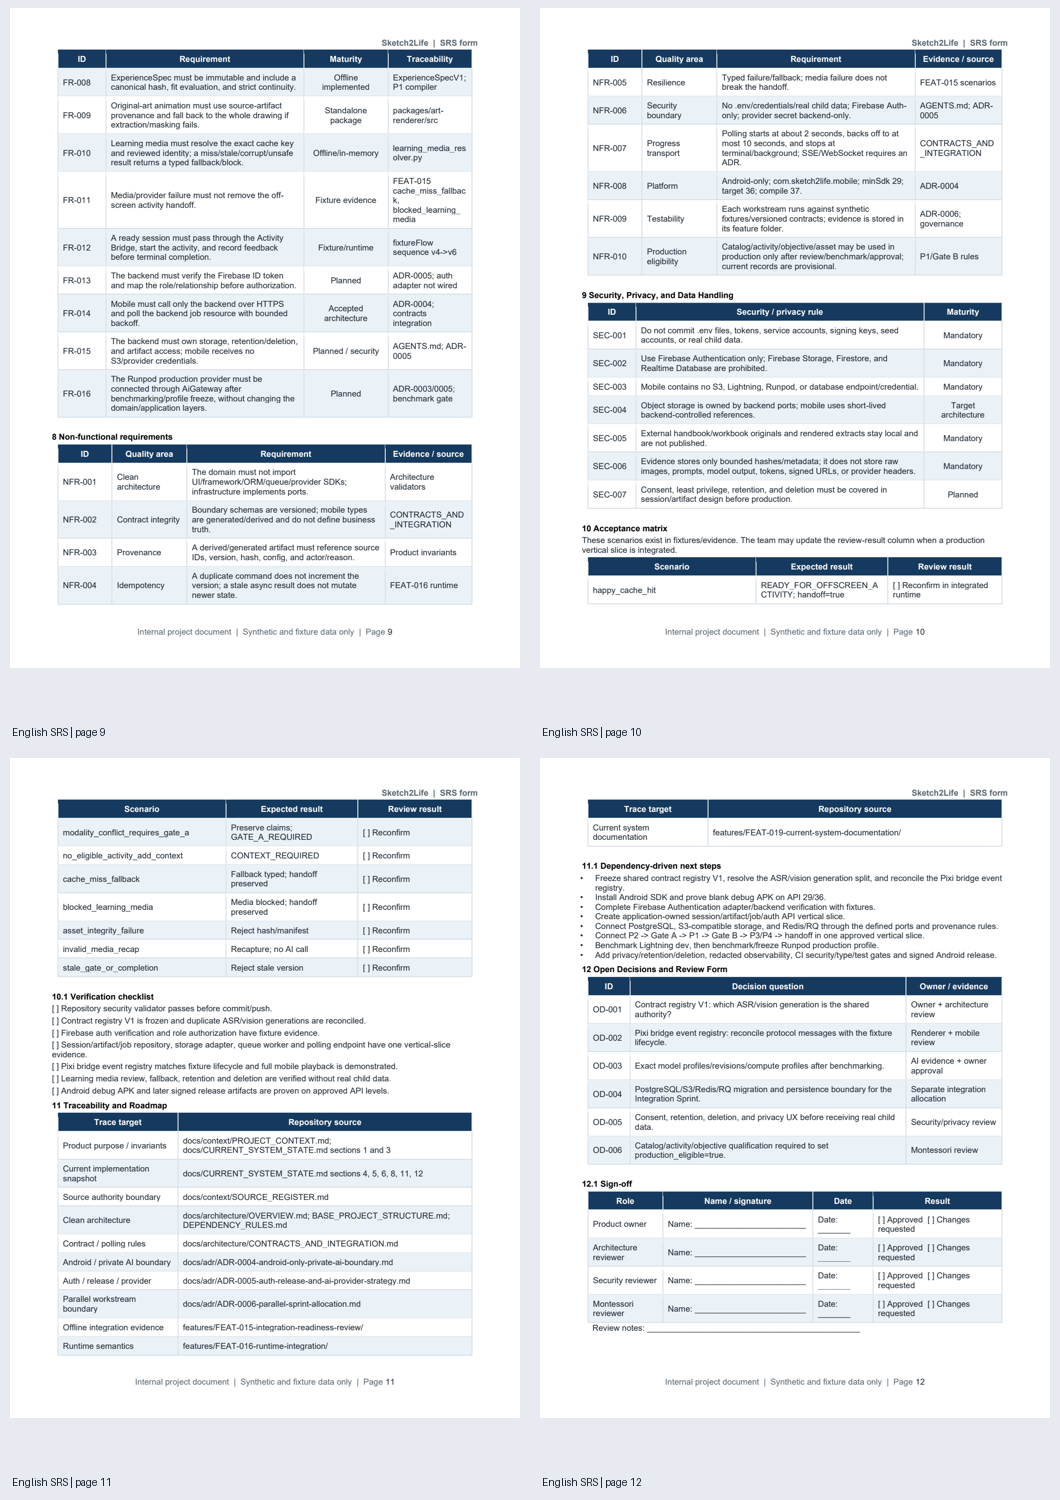 Sketch2Life | SRS form
ID Requirement Maturity Traceability
FR-008 ExperienceSpec must be immutable and include a canonical hash, fit evaluation, and strict continuity. Offline implemented ExperienceSpecV1; P1 compiler
FR-009 Original-art animation must use source-artifact provenance and fall back to the whole drawing if extraction/masking fails. Standalone package packages/art-renderer/src
FR-010 Learning media must resolve the exact cache key and reviewed identity; a miss/stale/corrupt/unsafe result returns a typed fallback/block. Offline/in-memory learning_media_resolver.py
FR-011 Media/provider failure must not remove the off-screen activity handoff. Fixture evidence FEAT-015 cache_miss_fallback, blocked_learning_media
FR-012 A ready session must pass through the Activity Bridge, start the activity, and record feedback before terminal completion. Fixture/runtime fixtureFlow sequence v4->v6
FR-013 The backend must verify the Firebase ID token and map the role/relationship before authorization. Planned ADR-0005; auth adapter not wired
FR-014 Mobile must call only the backend over HTTPS and poll the backend job resource with bounded backoff. Accepted architecture ADR-0004; contracts integration
FR-015 The backend must own storage, retention/deletion, and artifact access; mobile receives no S3/provider credentials. Planned / security AGENTS.md; ADR-0005
FR-016 The Runpod production provider must be connected through AiGateway after benchmarking/profile freeze, without changing the domain/application layers. Planned ADR-0003/0005; benchmark gate
8 Non-functional requirements
ID Quality area Requirement Evidence / source
NFR-001 Clean architecture The domain must not import UI/framework/ORM/queue/provider SDKs; infrastructure implements ports. Architecture validators
NFR-002 Contract integrity Boundary schemas are versioned; mobile types are generated/derived and do not define business truth. CONTRACTS_AND_INTEGRATION
NFR-003 Provenance A derived/generated artifact must reference source IDs, version, hash, config, and actor/reason. Product invariants
NFR-004 Idempotency A duplicate command does not increment the version; a stale async result does not mutate newer state. FEAT-016 runtime
Internal project document | Synthetic and fixture data only | Page 9
English SRS | page 9
Sketch2Life | SRS form
ID Quality area Requirement Evidence / source
NFR-005 Resilience Typed failure/fallback; media failure does not break the handoff. FEAT-015 scenarios
NFR-006 Security boundary No .env/credentials/real child data; Firebase Auth-only; provider secret backend-only. AGENTS.md; ADR-0005
NFR-007 Progress transport Polling starts at about 2 seconds, backs off to at most 10 seconds, and stops at terminal/background; SSE/WebSocket requires an ADR. CONTRACTS_AND_INTEGRATION
NFR-008 Platform Android-only; com.sketch2life.mobile; minSdk 29; target 36; compile 37. ADR-0004
NFR-009 Testability Each workstream runs against synthetic fixtures/versioned contracts; evidence is stored in its feature folder. ADR-0006; governance
NFR-010 Production eligibility Catalog/activity/objective/asset may be used in production only after review/benchmark/approval; current records are provisional. P1/Gate B rules
9 Security, Privacy, and Data Handling
ID Security / privacy rule Maturity
SEC-001 Do not commit .env files, tokens, service accounts, signing keys, seed accounts, or real child data. Mandatory
SEC-002 Use Firebase Authentication only; Firebase Storage, Firestore, and Realtime Database are prohibited. Mandatory
SEC-003 Mobile contains no S3, Lightning, Runpod, or database endpoint/credential. Mandatory
SEC-004 Object storage is owned by backend ports; mobile uses short-lived backend-controlled references. Target architecture
SEC-005 External handbook/workbook originals and rendered extracts stay local and are not published. Mandatory
SEC-006 Evidence stores only bounded hashes/metadata; it does not store raw images, prompts, model output, tokens, signed URLs, or provider headers. Mandatory
SEC-007 Consent, least privilege, retention, and deletion must be covered in session/artifact design before production. Planned
10 Acceptance matrix
These scenarios exist in fixtures/evidence. The team may update the review-result column when a production
vertical slice is integrated.
Scenario Expected result Review result
happy_cache_hit READY_FOR_OFFSCREEN_ACTIVITY; handoff=true [ ] Reconfirm in integrated runtime
Internal project document | Synthetic and fixture data only | Page 10
English SRS | page 10
Sketch2Life | SRS form
Scenario Expected result Review result
modality_conflict_requires_gate_a Preserve claims; GATE_A_REQUIRED [ ] Reconfirm
no_eligible_activity_add_context CONTEXT_REQUIRED [ ] Reconfirm
cache_miss_fallback Fallback typed; handoff preserved [ ] Reconfirm
blocked_learning_media Media blocked; handoff preserved [ ] Reconfirm
asset_integrity_failure Reject hash/manifest [ ] Reconfirm
invalid_media_recap Recapture; no AI call [ ] Reconfirm
stale_gate_or_completion Reject stale version [ ] Reconfirm
10.1 Verification checklist
[ ] Repository security validator passes before commit/push.
[ ] Contract registry V1 is frozen and duplicate ASR/vision generations are reconciled.
[ ] Firebase auth verification and role authorization have fixture evidence.
[ ] Session/artifact/job repository, storage adapter, queue worker and polling endpoint have one vertical-slice
evidence.
[ ] Pixi bridge event registry matches fixture lifecycle and full mobile playback is demonstrated.
[ ] Learning media review, fallback, retention and deletion are verified without real child data.
[ ] Android debug APK and later signed release artifacts are proven on approved API levels.
11 Traceability and Roadmap
Trace target Repository source
Product purpose / invariants docs/context/PROJECT_CONTEXT.md; docs/CURRENT_SYSTEM_STATE.md sections 1 and 3
Current implementation snapshot docs/CURRENT_SYSTEM_STATE.md sections 4, 5, 6, 8, 11, 12
Source authority boundary docs/context/SOURCE_REGISTER.md
Clean architecture docs/architecture/OVERVIEW.md; BASE_PROJECT_STRUCTURE.md; DEPENDENCY_RULES.md
Contract / polling rules docs/architecture/CONTRACTS_AND_INTEGRATION.md
Android / private AI boundary docs/adr/ADR-0004-android-only-private-ai-boundary.md
Auth / release / provider docs/adr/ADR-0005-auth-release-and-ai-provider-strategy.md
Parallel workstream boundary docs/adr/ADR-0006-parallel-sprint-allocation.md
Offline integration evidence features/FEAT-015-integration-readiness-review/
Runtime semantics features/FEAT-016-runtime-integration/
Internal project document | Synthetic and fixture data only | Page 11
English SRS | page 11
Sketch2Life | SRS form
Trace target Repository source
Current system documentation features/FEAT-019-current-system-documentation/
11.1 Dependency-driven next steps
• Freeze shared contract registry V1, resolve the ASR/vision generation split, and reconcile the Pixi bridge event
registry.
• Install Android SDK and prove blank debug APK on API 29/36.
• Complete Firebase Authentication adapter/backend verification with fixtures.
• Create application-owned session/artifact/job/auth API vertical slice.
• Connect PostgreSQL, S3-compatible storage, and Redis/RQ through the defined ports and provenance rules.
• Connect P2 -> Gate A -> P1 -> Gate B -> P3/P4 -> handoff in one approved vertical slice.
• Benchmark Lightning dev, then benchmark/freeze Runpod production profile.
• Add privacy/retention/deletion, redacted observability, CI security/type/test gates and signed Android release.
12 Open Decisions and Review Form
ID Decision question Owner / evidence
OD-001 Contract registry V1: which ASR/vision generation is the shared authority? Owner + architecture review
OD-002 Pixi bridge event registry: reconcile protocol messages with the fixture lifecycle. Renderer + mobile review
OD-003 Exact model profiles/revisions/compute profiles after benchmarking. AI evidence + owner approval
OD-004 PostgreSQL/S3/Redis/RQ migration and persistence boundary for the Integration Sprint. Separate integration allocation
OD-005 Consent, retention, deletion, and privacy UX before receiving real child data. Security/privacy review
OD-006 Catalog/activity/objective qualification required to set production_eligible=true. Montessori review
12.1 Sign-off
Role Name / signature Date Result
Product owner Name: ________________________ Date: _______ [ ] Approved [ ] Changes requested
Architecture reviewer Name: ________________________ Date: _______ [ ] Approved [ ] Changes requested
Security reviewer Name: ________________________ Date: _______ [ ] Approved [ ] Changes requested
Montessori reviewer Name: ________________________ Date: _______ [ ] Approved [ ] Changes requested
Review notes: ______________________________________________
Internal project document | Synthetic and fixture data only | Page 12
English SRS | page 12